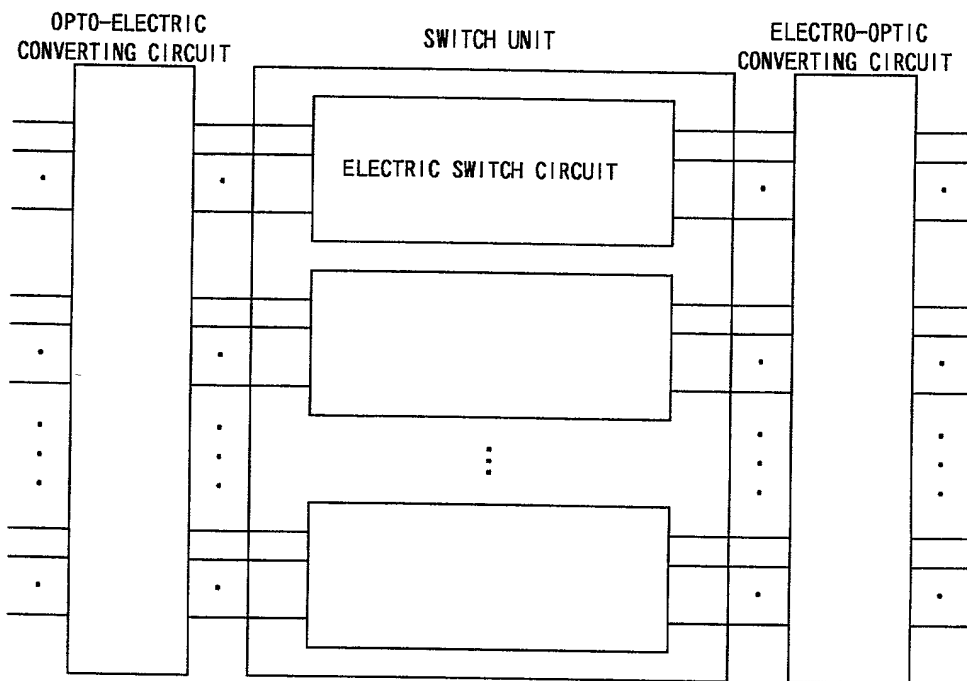 OPTO-ELECTRIC
CONVERTING CIRCUIT
SWITCH UNIT
ELECTRO-OPTIC
CONVERTING CIRCUIT
ELECTRIC SWITCH CIRCUIT